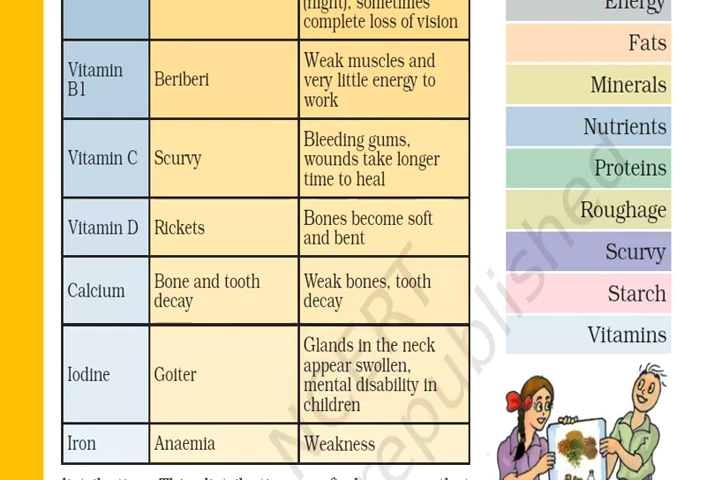 (night), sometimes
complete loss of vision
Vitamin
B1
Beriberi
Weak muscles and
very little energy to
work
Vitamin C
Scurvy
Bleeding gums,
wounds take longer
time to heal
Vitamin D
Rickets
Bones become soft
and bent
Calcium
Bone and tooth
decay
Weak bones, tooth
decay
Iodine
Goiter
Glands in the neck
appear swollen,
mental disability in
children
Iron
Anaemia
Weakness
Energy
Fats
Minerals
Nutrients
Proteins
Roughage
Scurvy
Starch
Vitamins
NCERT
republished